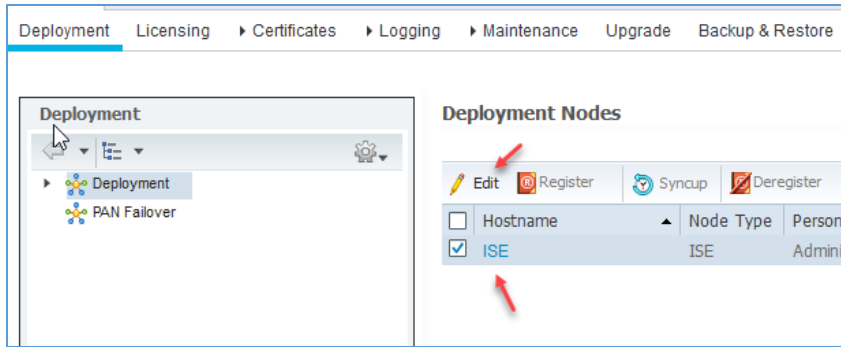 Deployment Licensing Certificates Logging Maintenance Upgrade Backup & Restore
Deployment
Deployment
PAN Failover
Deployment Nodes
Edit Register Syncup Deregister
Hostname Node Type Person
ISE ISE Admini